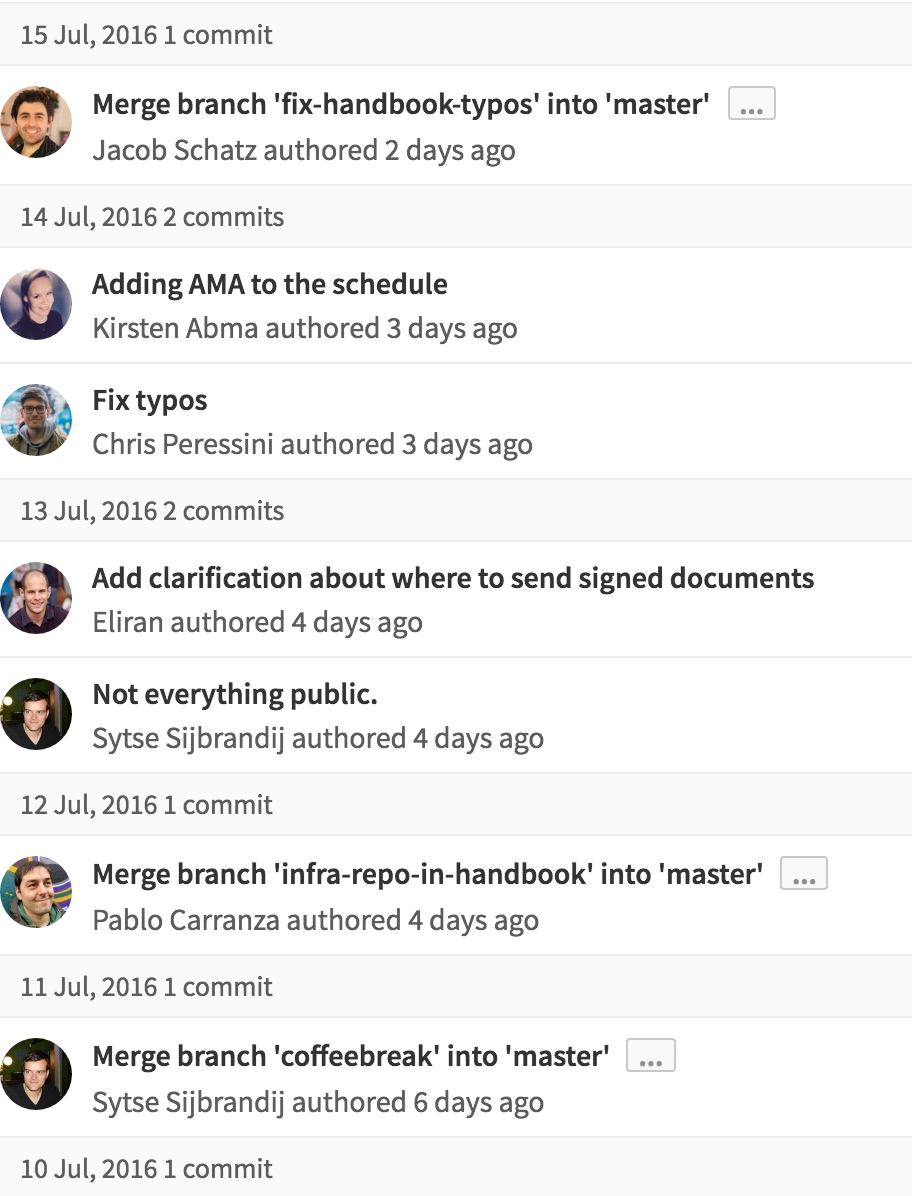 15 Jul, 2016 1 commit
Merge branch 'fix-handbook-typos' into 'master' ...
Jacob Schatz authored 2 days ago
14 Jul, 2016 2 commits
Adding AMA to the schedule
Kirsten Abma authored 3 days ago
Fix typos
Chris Peressini authored 3 days ago
13 Jul, 2016 2 commits
Add clarification about where to send signed documents
Eliran authored 4 days ago
Not everything public.
Sytse Sijbrandij authored 4 days ago
12 Jul, 2016 1 commit
Merge branch 'infra-repo-in-handbook' into 'master' ...
Pablo Carranza authored 4 days ago
11 Jul, 2016 1 commit
Merge branch 'coffeebreak' into 'master' ...
Sytse Sijbrandij authored 6 days ago
10 Jul, 2016 1 commit